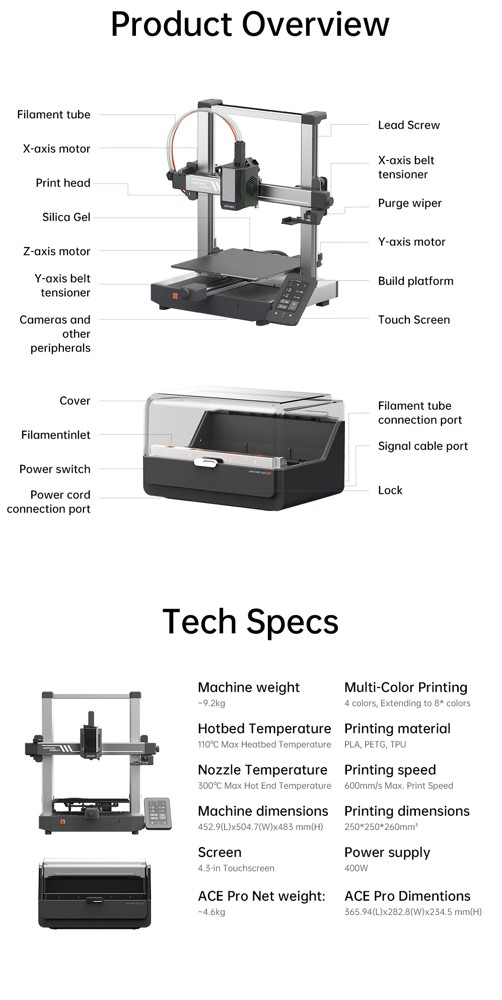 Product Overview
Filament tube
X-axis motor
Print head
Silica Gel
Z-axis motor
Y-axis belt
tensioner
Cameras and
other
peripherals
Lead Screw
X-axis belt
tensioner
Purge wiper
Y-axis motor
Build platform
Touch Screen
Cover
Filamentinlet
Power switch
Power cord
connection port
Filament tube
connection port
Signal cable port
Lock
Tech Specs
Machine weight
~9.2kg
Multi-Color Printing
4 colors, Extending to 8* colors
Hotbed Temperature
110℃ Max Heatbed Temperature
Printing material
PLA, PETG, TPU
Nozzle Temperature
300℃ Max Hot End Temperature
Printing speed
600mm/s Max. Print Speed
Machine dimensions
452.9(L)x504.7(W)x483 mm(H)
Printing dimensions
250*250*260mm³
Screen
4.3-in Touchscreen
Power supply
400W
ACE Pro Net weight:
~4.6kg
ACE Pro Dimentions
365.94(L)x282.8(W)x234.5 mm(H)